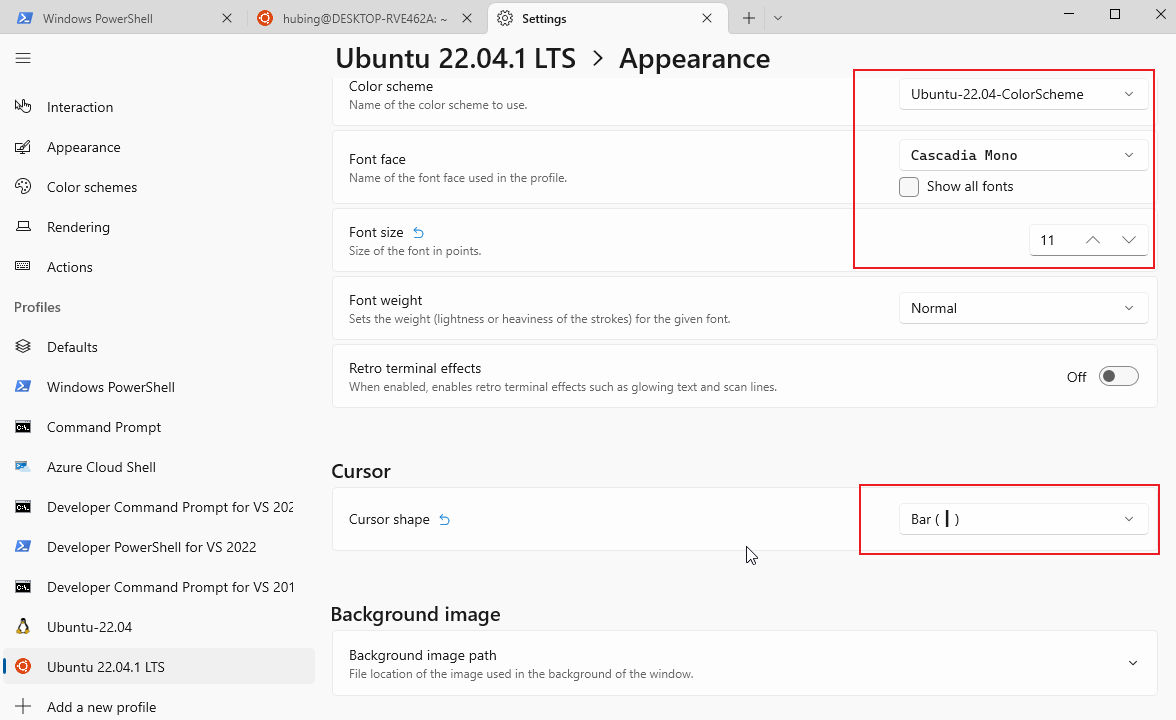 Windows PowerShell
hubing@DESKTOP-RVE462A: ~
Settings
Ubuntu 22.04.1 LTS > Appearance
Interaction
Appearance
Color schemes
Rendering
Actions
Profiles
Defaults
Windows PowerShell
Command Prompt
Azure Cloud Shell
Developer Command Prompt for VS 202
Developer PowerShell for VS 2022
Developer Command Prompt for VS 201
Ubuntu-22.04
Ubuntu 22.04.1 LTS
Add a new profile
Color scheme
Name of the color scheme to use.
Ubuntu-22.04-ColorScheme
Font face
Name of the font face used in the profile.
Cascadia Mono
Show all fonts
Font size
Size of the font in points.
11
Font weight
Sets the weight (lightness or heaviness of the strokes) for the given font.
Normal
Retro terminal effects
When enabled, enables retro terminal effects such as glowing text and scan lines.
Off
Cursor
Cursor shape
Bar ( ┃ )
Background image
Background image path
File location of the image used in the background of the window.